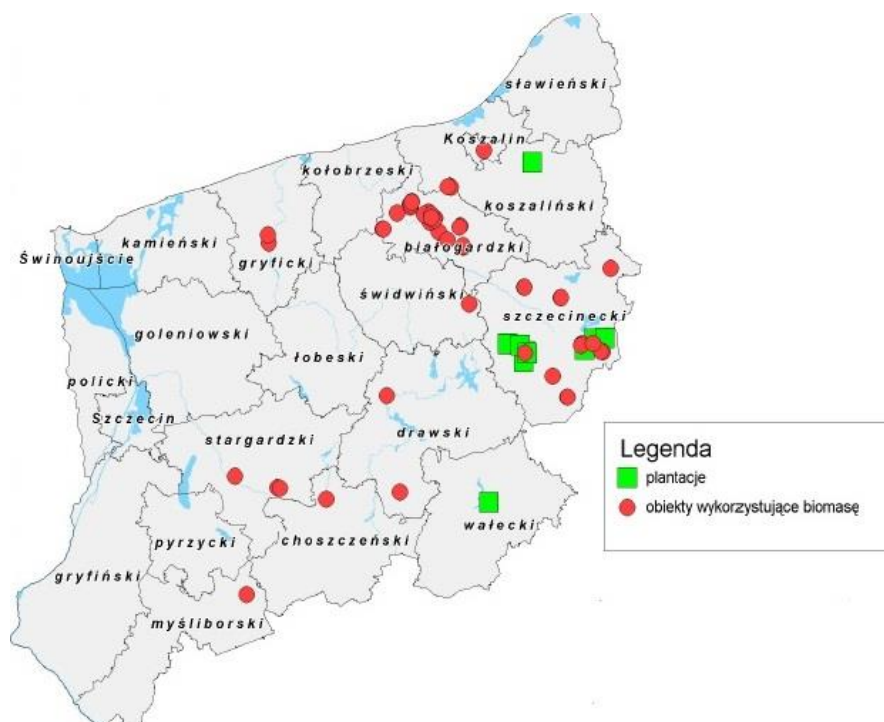 sławieński
Koszalin
kołobrzeski
koszaliński
kamieński
białogardzki
Świnoujście
gryficki
świdwiński
szczecinecki
goleniowski
łobeski
policki
Szczecin
stargardzki
drawski
Legenda
plantacje
obiekty wykorzystujące biomasę
wałecki
pyrzycki
choszczeński
gryfiński
myśliborski